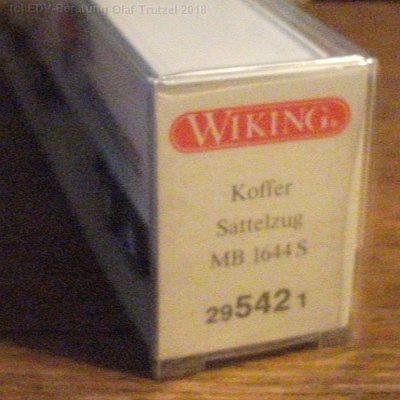 (c) EDV-Beratung Olaf Trutzel 2018
WIKING®
Koffer
Sattelzug
MB 1644 S
29 542 1